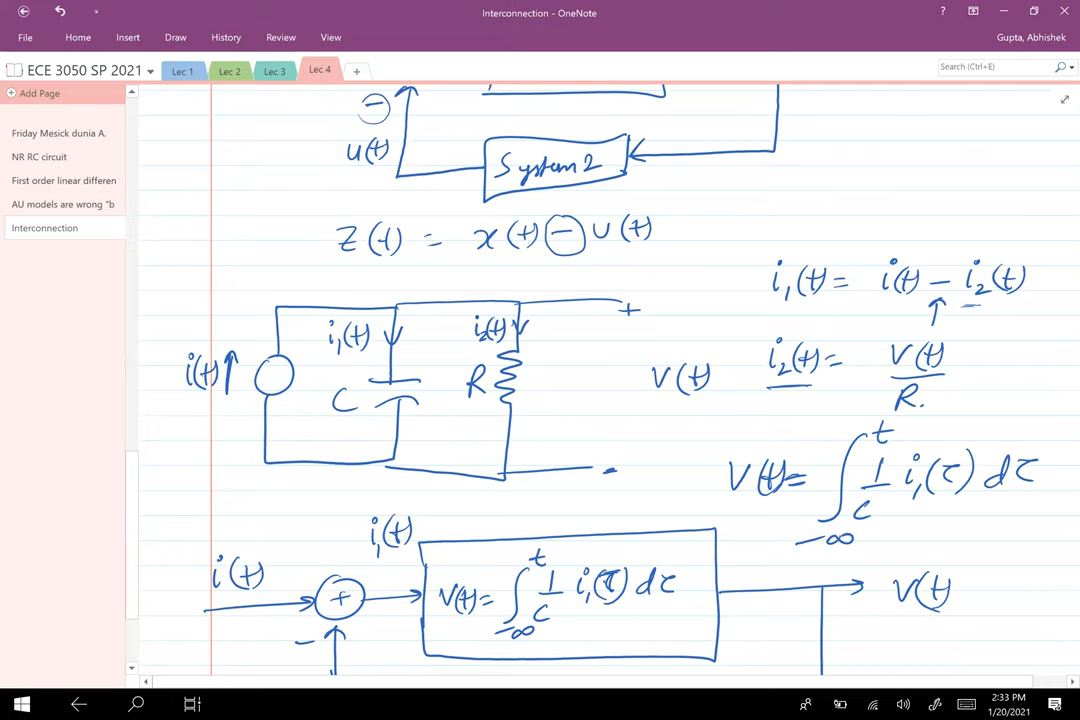 Interconnection - OneNote
File Home Insert Draw History Review View
Gupta, Abhishek
ECE 3050 SP 2021
Lec 1 Lec 2 Lec 3 Lec 4
Search (Ctrl+E)
Add Page
Friday Mesick dunia A.
NR RC circuit
First order linear differen
AU models are wrong "b
Interconnection
−
u(t)
System 2
z(t) = x(t) − u(t)
i₁(t) = i(t) − i₂(t)
i₂(t) = V(t)/R.
V(t) = ∫_{-∞}^{t} 1/C i₁(τ) dτ
i(t)
i₁(t)
C
i₂(t)
R
+
V(t)
-
i(t)
+
−
i₁(t)
V(t) = ∫_{-∞}^{t} 1/C i₁(τ) dτ
V(t)
2:33 PM
1/20/2021